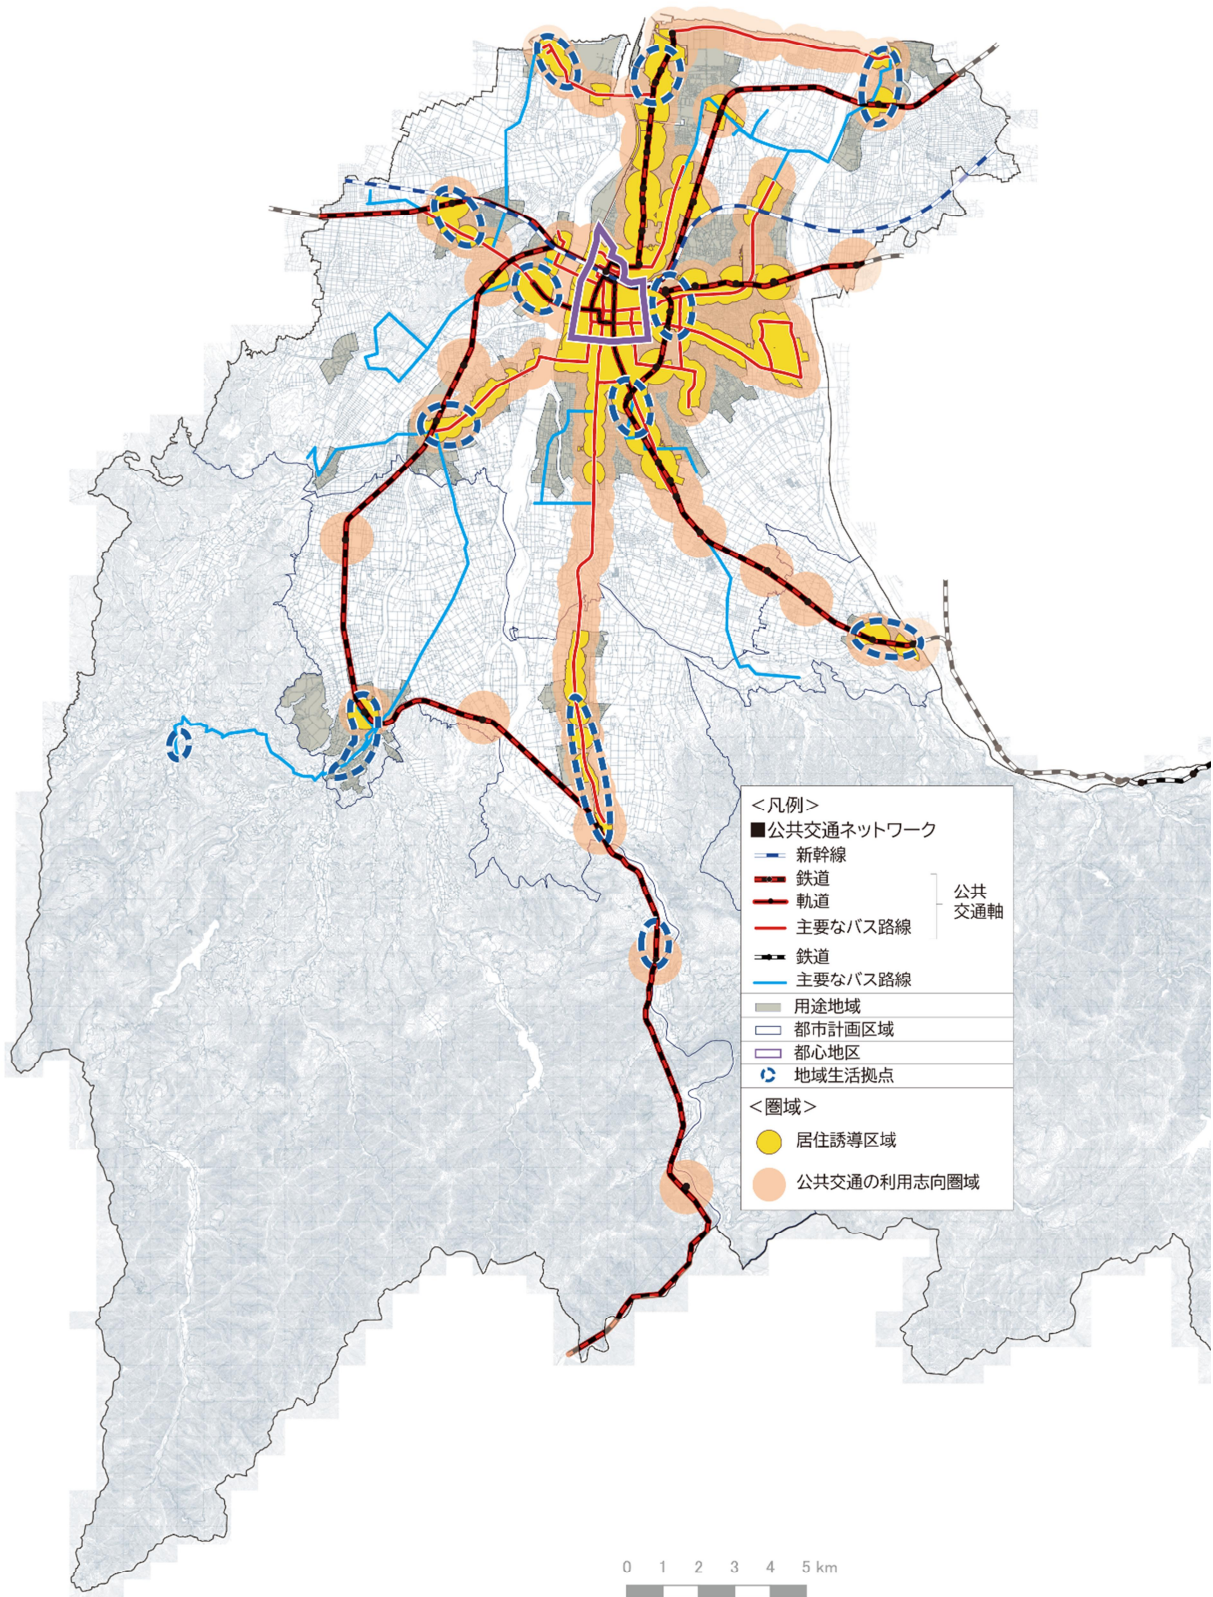 <凡例>
■公共交通ネットワーク
新幹線
鉄道
軌道
主要なバス路線
公共
交通軸
鉄道
主要なバス路線
用途地域
都市計画区域
都心地区
地域生活拠点
<圏域>
居住誘導区域
公共交通の利用志向圏域
0 1 2 3 4 5 km